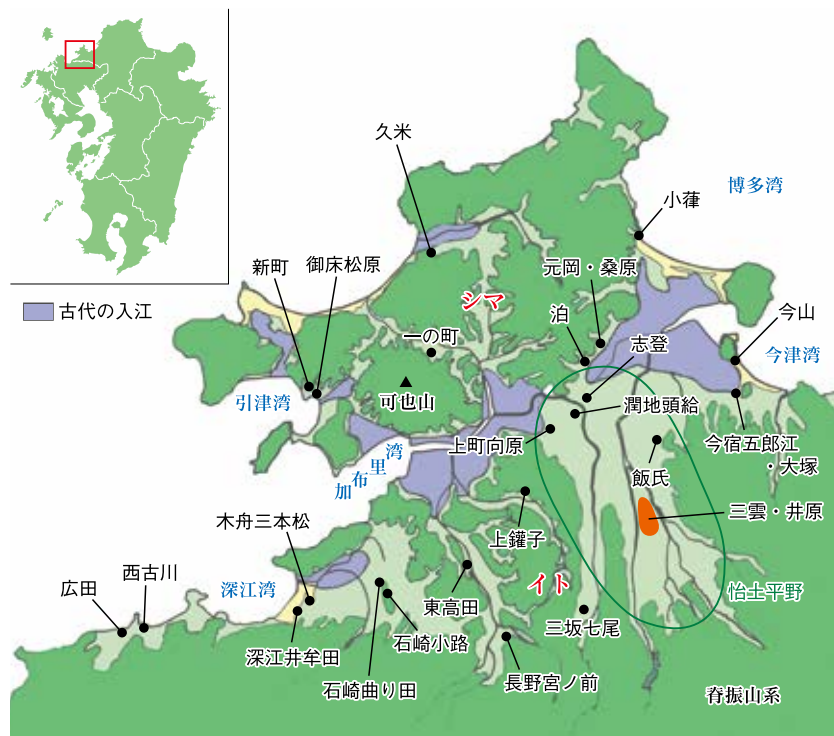 久米
小葎
博多湾
新町
御床松原
元岡・桑原
シマ
泊
今山
古代の入江
一の町
志登
今津湾
可也山
潤地頭給
引津湾
上町向原
今宿五郎江
・大塚
加布里湾
飯氏
三雲・井原
木舟三本松
上鑵子
イト
怡土平野
西古川
深江湾
広田
東高田
三坂七尾
石崎小路
深江井牟田
石崎曲り田
長野宮ノ前
脊振山系